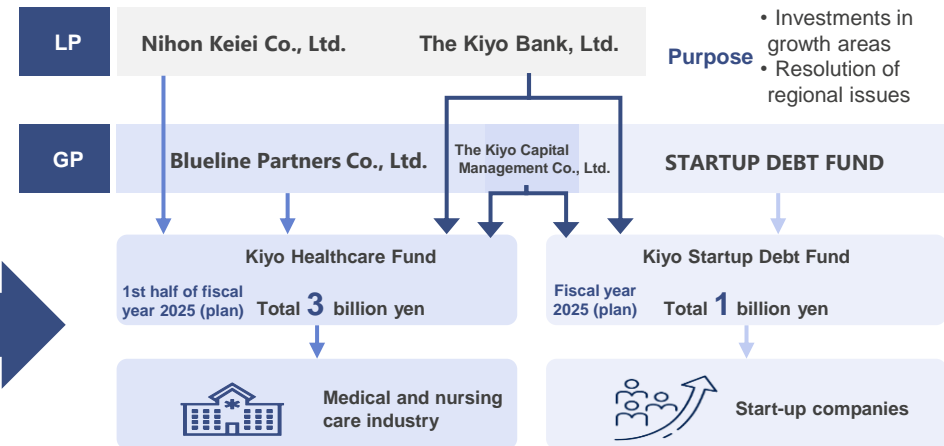 LP
Nihon Keiei Co., Ltd.
The Kiyo Bank, Ltd.
Purpose
• Investments in
growth areas
• Resolution of
regional issues
GP
Blueline Partners Co., Ltd.
The Kiyo Capital
Management Co., Ltd.
STARTUP DEBT FUND
Kiyo Healthcare Fund
1st half of fiscal
year 2025 (plan)
Total 3 billion yen
Kiyo Startup Debt Fund
Fiscal year
2025 (plan)
Total 1 billion yen
Medical and nursing
care industry
Start-up companies